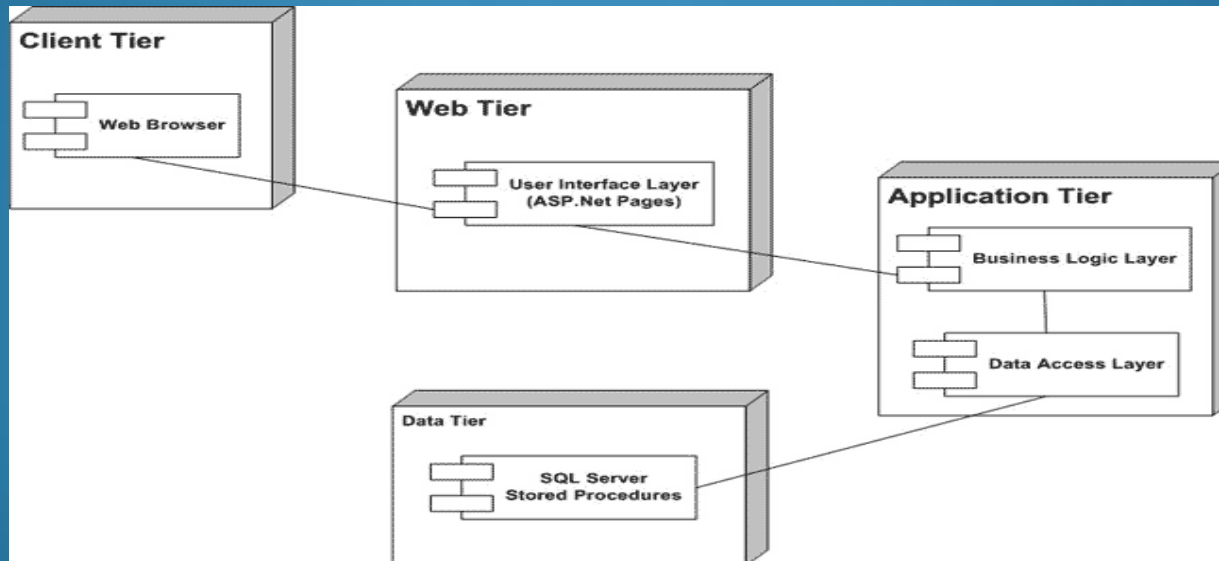 Client Tier
Web Browser
Web Tier
User Interface Layer
(ASP.Net Pages)
Application Tier
Business Logic Layer
Data Access Layer
Data Tier
SQL Server
Stored Procedures